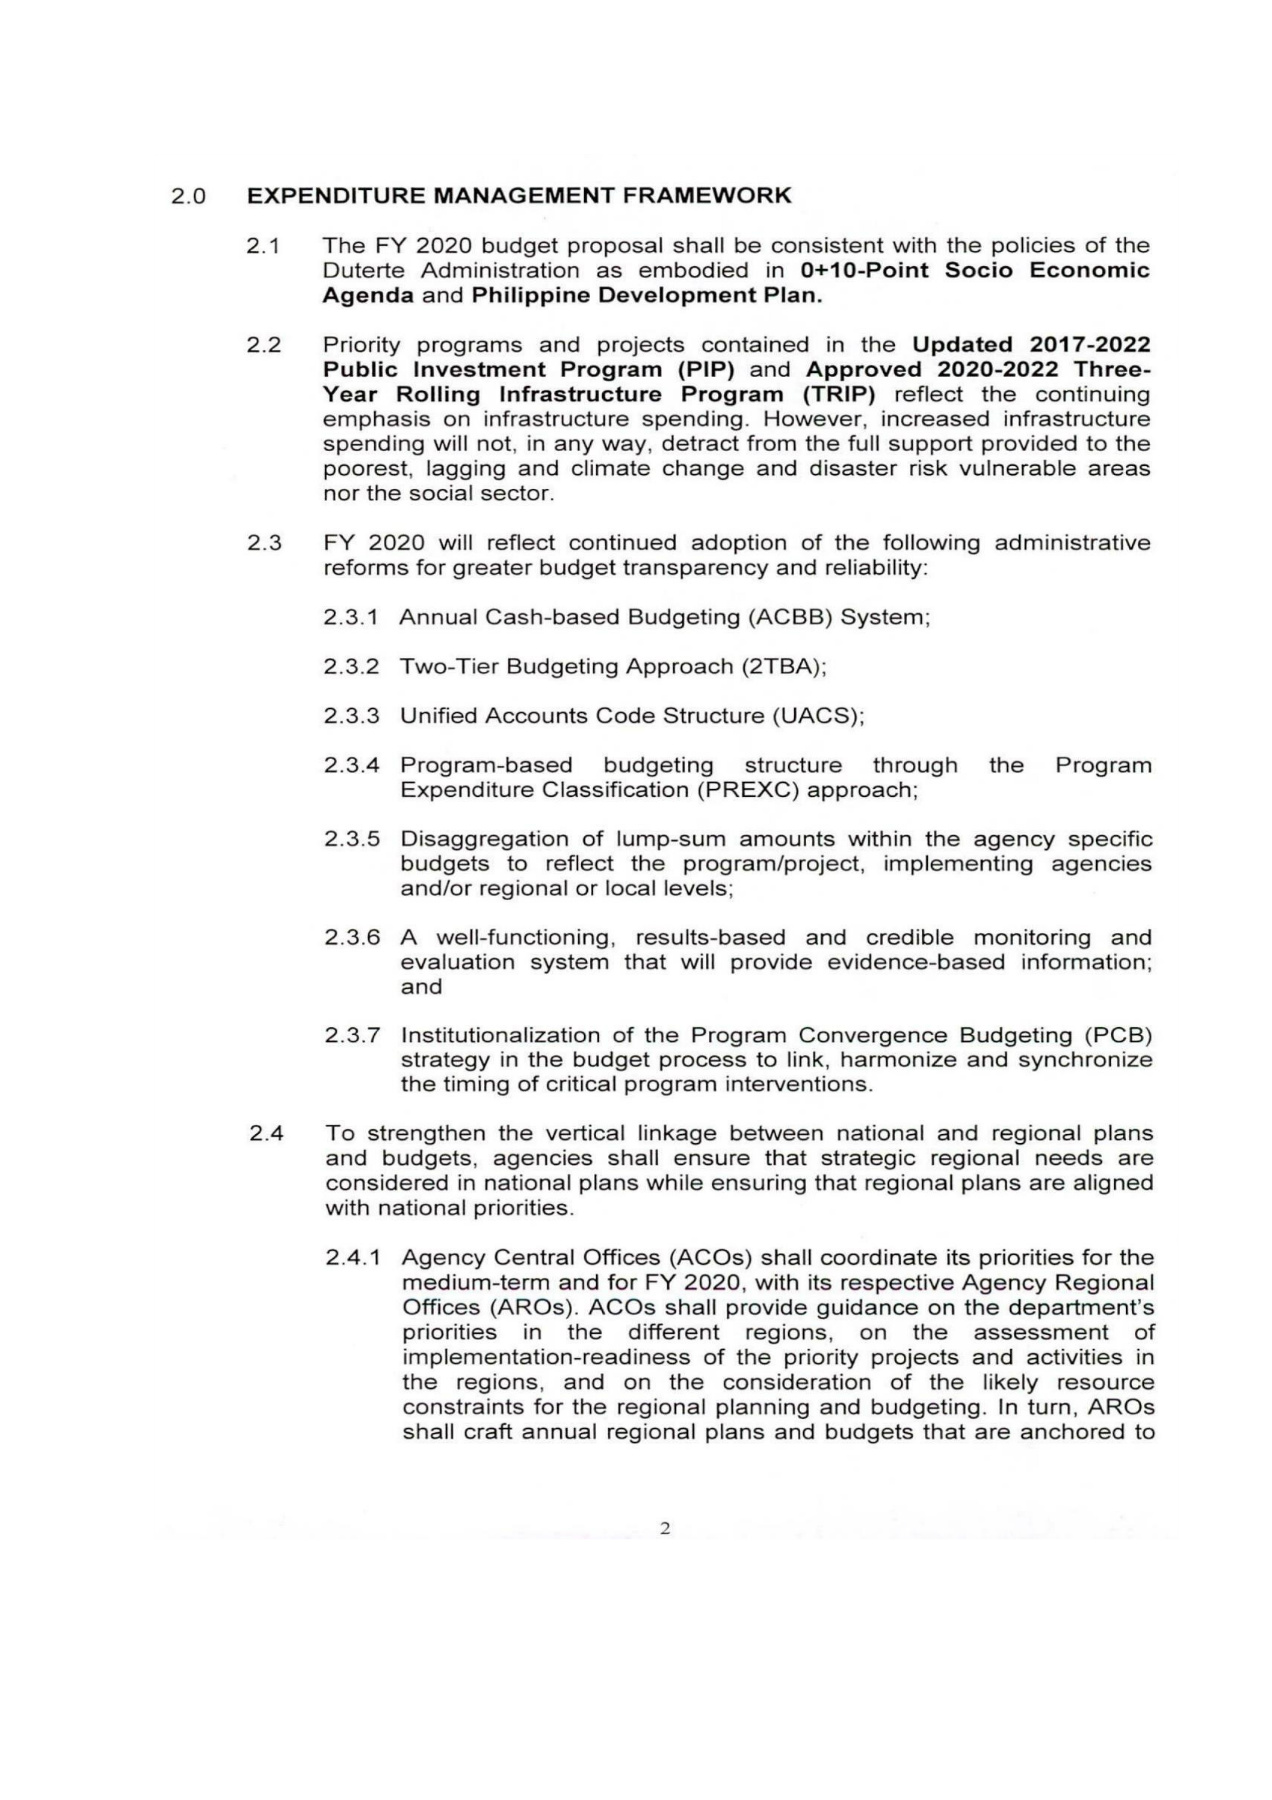 2.0 EXPENDITURE MANAGEMENT FRAMEWORK
2.1 The FY 2020 budget proposal shall be consistent with the policies of the
Duterte Administration as embodied in 0+10-Point Socio Economic
Agenda and Philippine Development Plan.
2.2 Priority programs and projects contained in the Updated 2017-2022
Public Investment Program (PIP) and Approved 2020-2022 Three-
Year Rolling Infrastructure Program (TRIP) reflect the continuing
emphasis on infrastructure spending. However, increased infrastructure
spending will not, in any way, detract from the full support provided to the
poorest, lagging and climate change and disaster risk vulnerable areas
nor the social sector.
2.3 FY 2020 will reflect continued adoption of the following administrative
reforms for greater budget transparency and reliability:
2.3.1 Annual Cash-based Budgeting (ACBB) System;
2.3.2 Two-Tier Budgeting Approach (2TBA);
2.3.3 Unified Accounts Code Structure (UACS);
2.3.4 Program-based budgeting structure through the Program
Expenditure Classification (PREXC) approach;
2.3.5 Disaggregation of lump-sum amounts within the agency specific
budgets to reflect the program/project, implementing agencies
and/or regional or local levels;
2.3.6 A well-functioning, results-based and credible monitoring and
evaluation system that will provide evidence-based information;
and
2.3.7 Institutionalization of the Program Convergence Budgeting (PCB)
strategy in the budget process to link, harmonize and synchronize
the timing of critical program interventions.
2.4 To strengthen the vertical linkage between national and regional plans
and budgets, agencies shall ensure that strategic regional needs are
considered in national plans while ensuring that regional plans are aligned
with national priorities.
2.4.1 Agency Central Offices (ACOs) shall coordinate its priorities for the
medium-term and for FY 2020, with its respective Agency Regional
Offices (AROs). ACOs shall provide guidance on the department's
priorities in the different regions, on the assessment of
implementation-readiness of the priority projects and activities in
the regions, and on the consideration of the likely resource
constraints for the regional planning and budgeting. In turn, AROs
shall craft annual regional plans and budgets that are anchored to
2